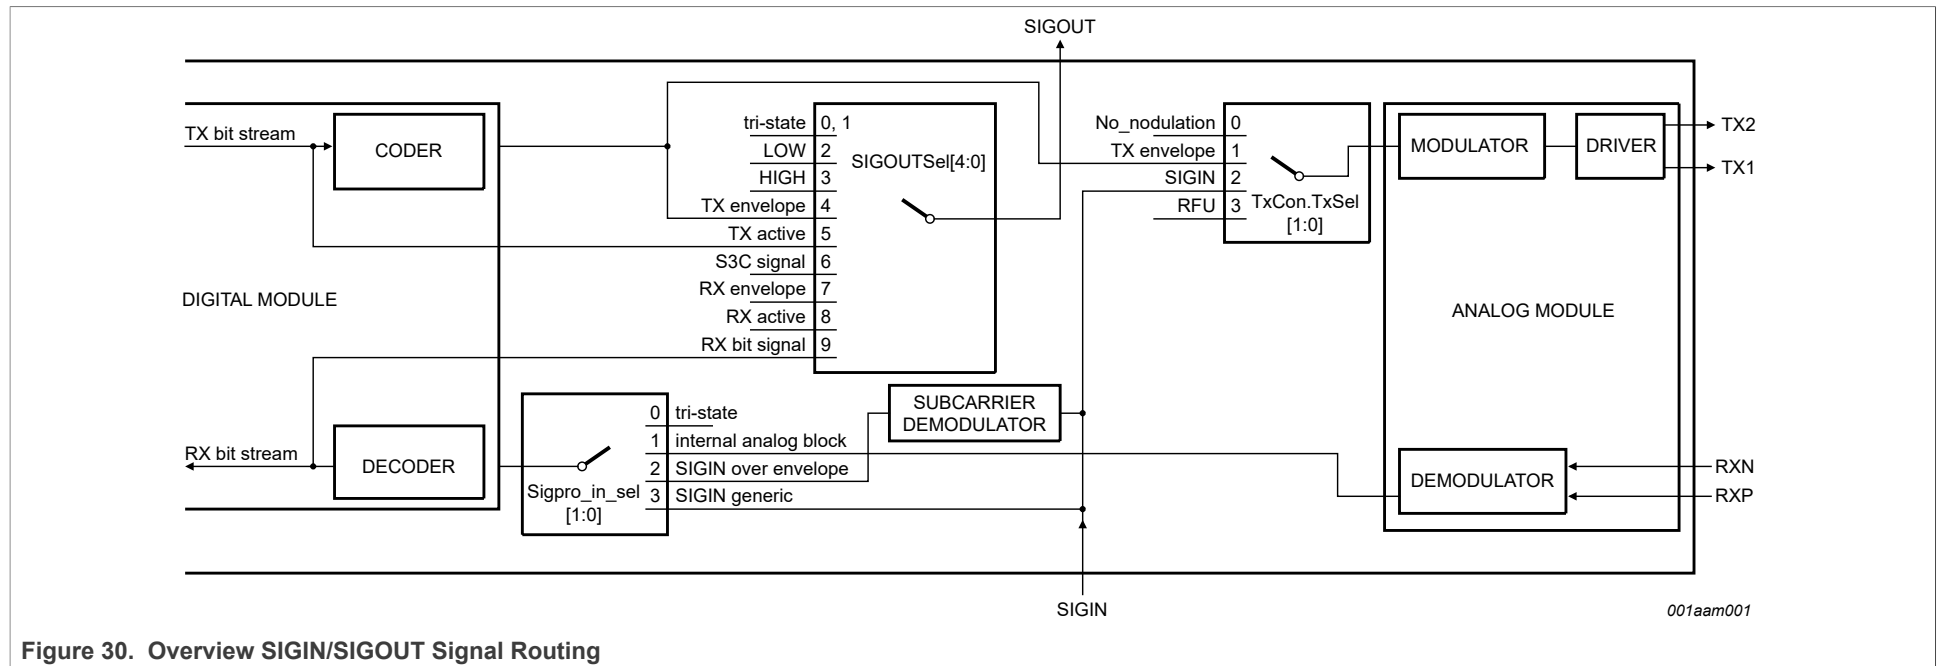 SIGOUT
TX bit stream
CODER
tri-state 0, 1
LOW 2
HIGH 3
TX envelope 4
TX active 5
S3C signal 6
RX envelope 7
RX active 8
RX bit signal 9
SIGOUTSel[4:0]
No_nodulation 0
TX envelope 1
SIGIN 2
RFU 3
TxCon.TxSel
[1:0]
MODULATOR
DRIVER
TX2
TX1
DIGITAL MODULE
ANALOG MODULE
RX bit stream
DECODER
Sigpro_in_sel
[1:0]
0 tri-state
1 internal analog block
2 SIGIN over envelope
3 SIGIN generic
SUBCARRIER
DEMODULATOR
DEMODULATOR
RXN
RXP
SIGIN
001aam001
Figure 30. Overview SIGIN/SIGOUT Signal Routing